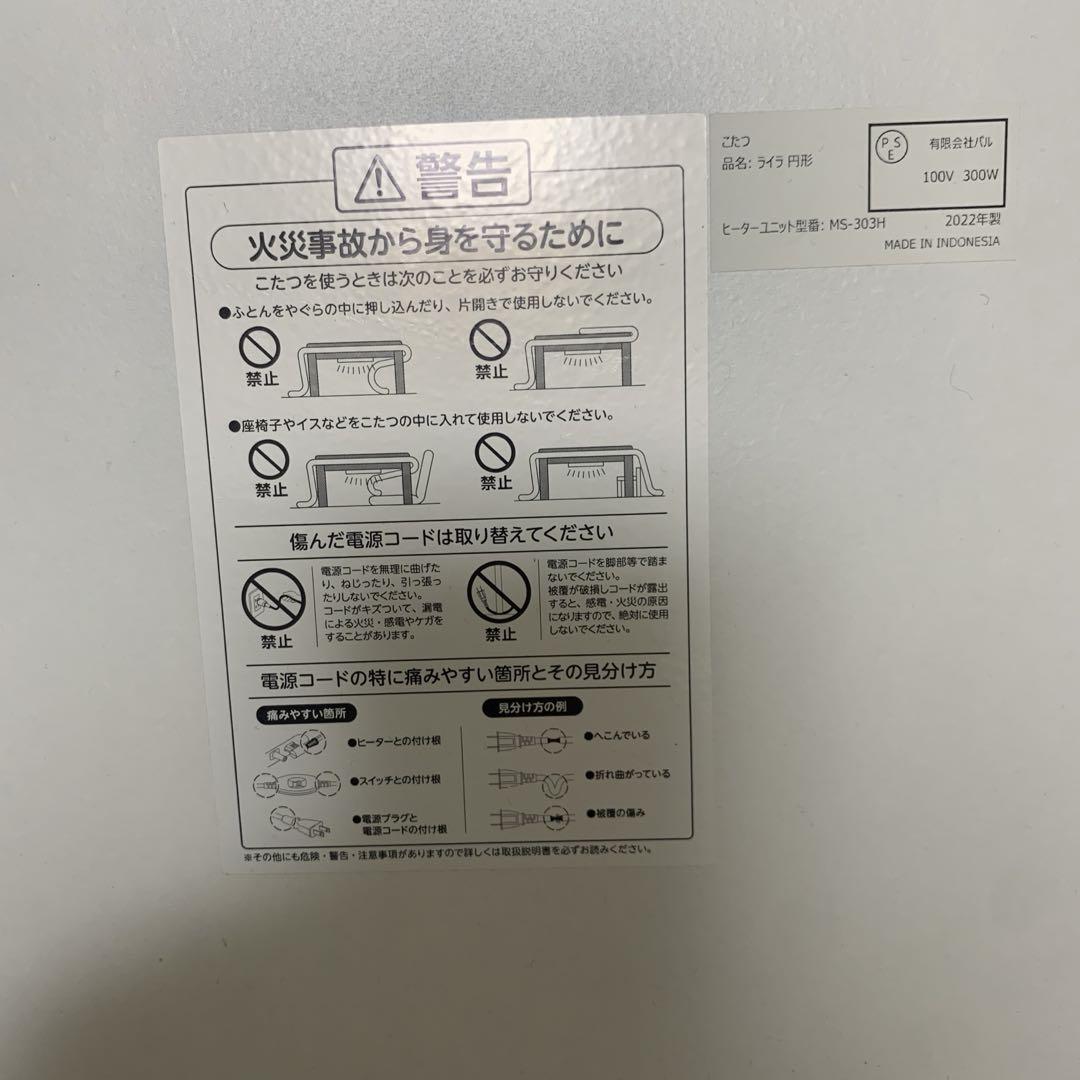 警告
火災事故から身を守るために
こたつを使うときは次のことを必ずお守りください
●ふとんをやぐらの中に押し込んだり、片開きで使用しないでください。
禁止
禁止
●座椅子やイスなどをこたつの中に入れて使用しないでください。
禁止
禁止
傷んだ電源コードは取り替えてください
電源コードを無理に曲げた
り、ねじったり、引っ張っ
たりしないでください。
コードがキズついて、漏電
による火災・感電やケガを
することがあります。
禁止
電源コードを脚部等で踏ま
ないでください。
被覆が破損しコードが露出
すると、感電・火災の原因
になりますので、絶対に使用
しないでください。
禁止
電源コードの特に痛みやすい箇所とその見分け方
痛みやすい箇所
●ヒーターとの付け根
●スイッチとの付け根
●電源プラグと
電源コードの付け根
見分け方の例
●へこんでいる
●折れ曲がっている
●被覆の傷み
※その他にも危険・警告・注意事項がありますので詳しくは取扱説明書を必ずお読みください。
こたつ
品名: ライラ 円形
PSE
有限会社パル
100V 300W
ヒーターユニット型番: MS-303H
2022年製
MADE IN INDONESIA